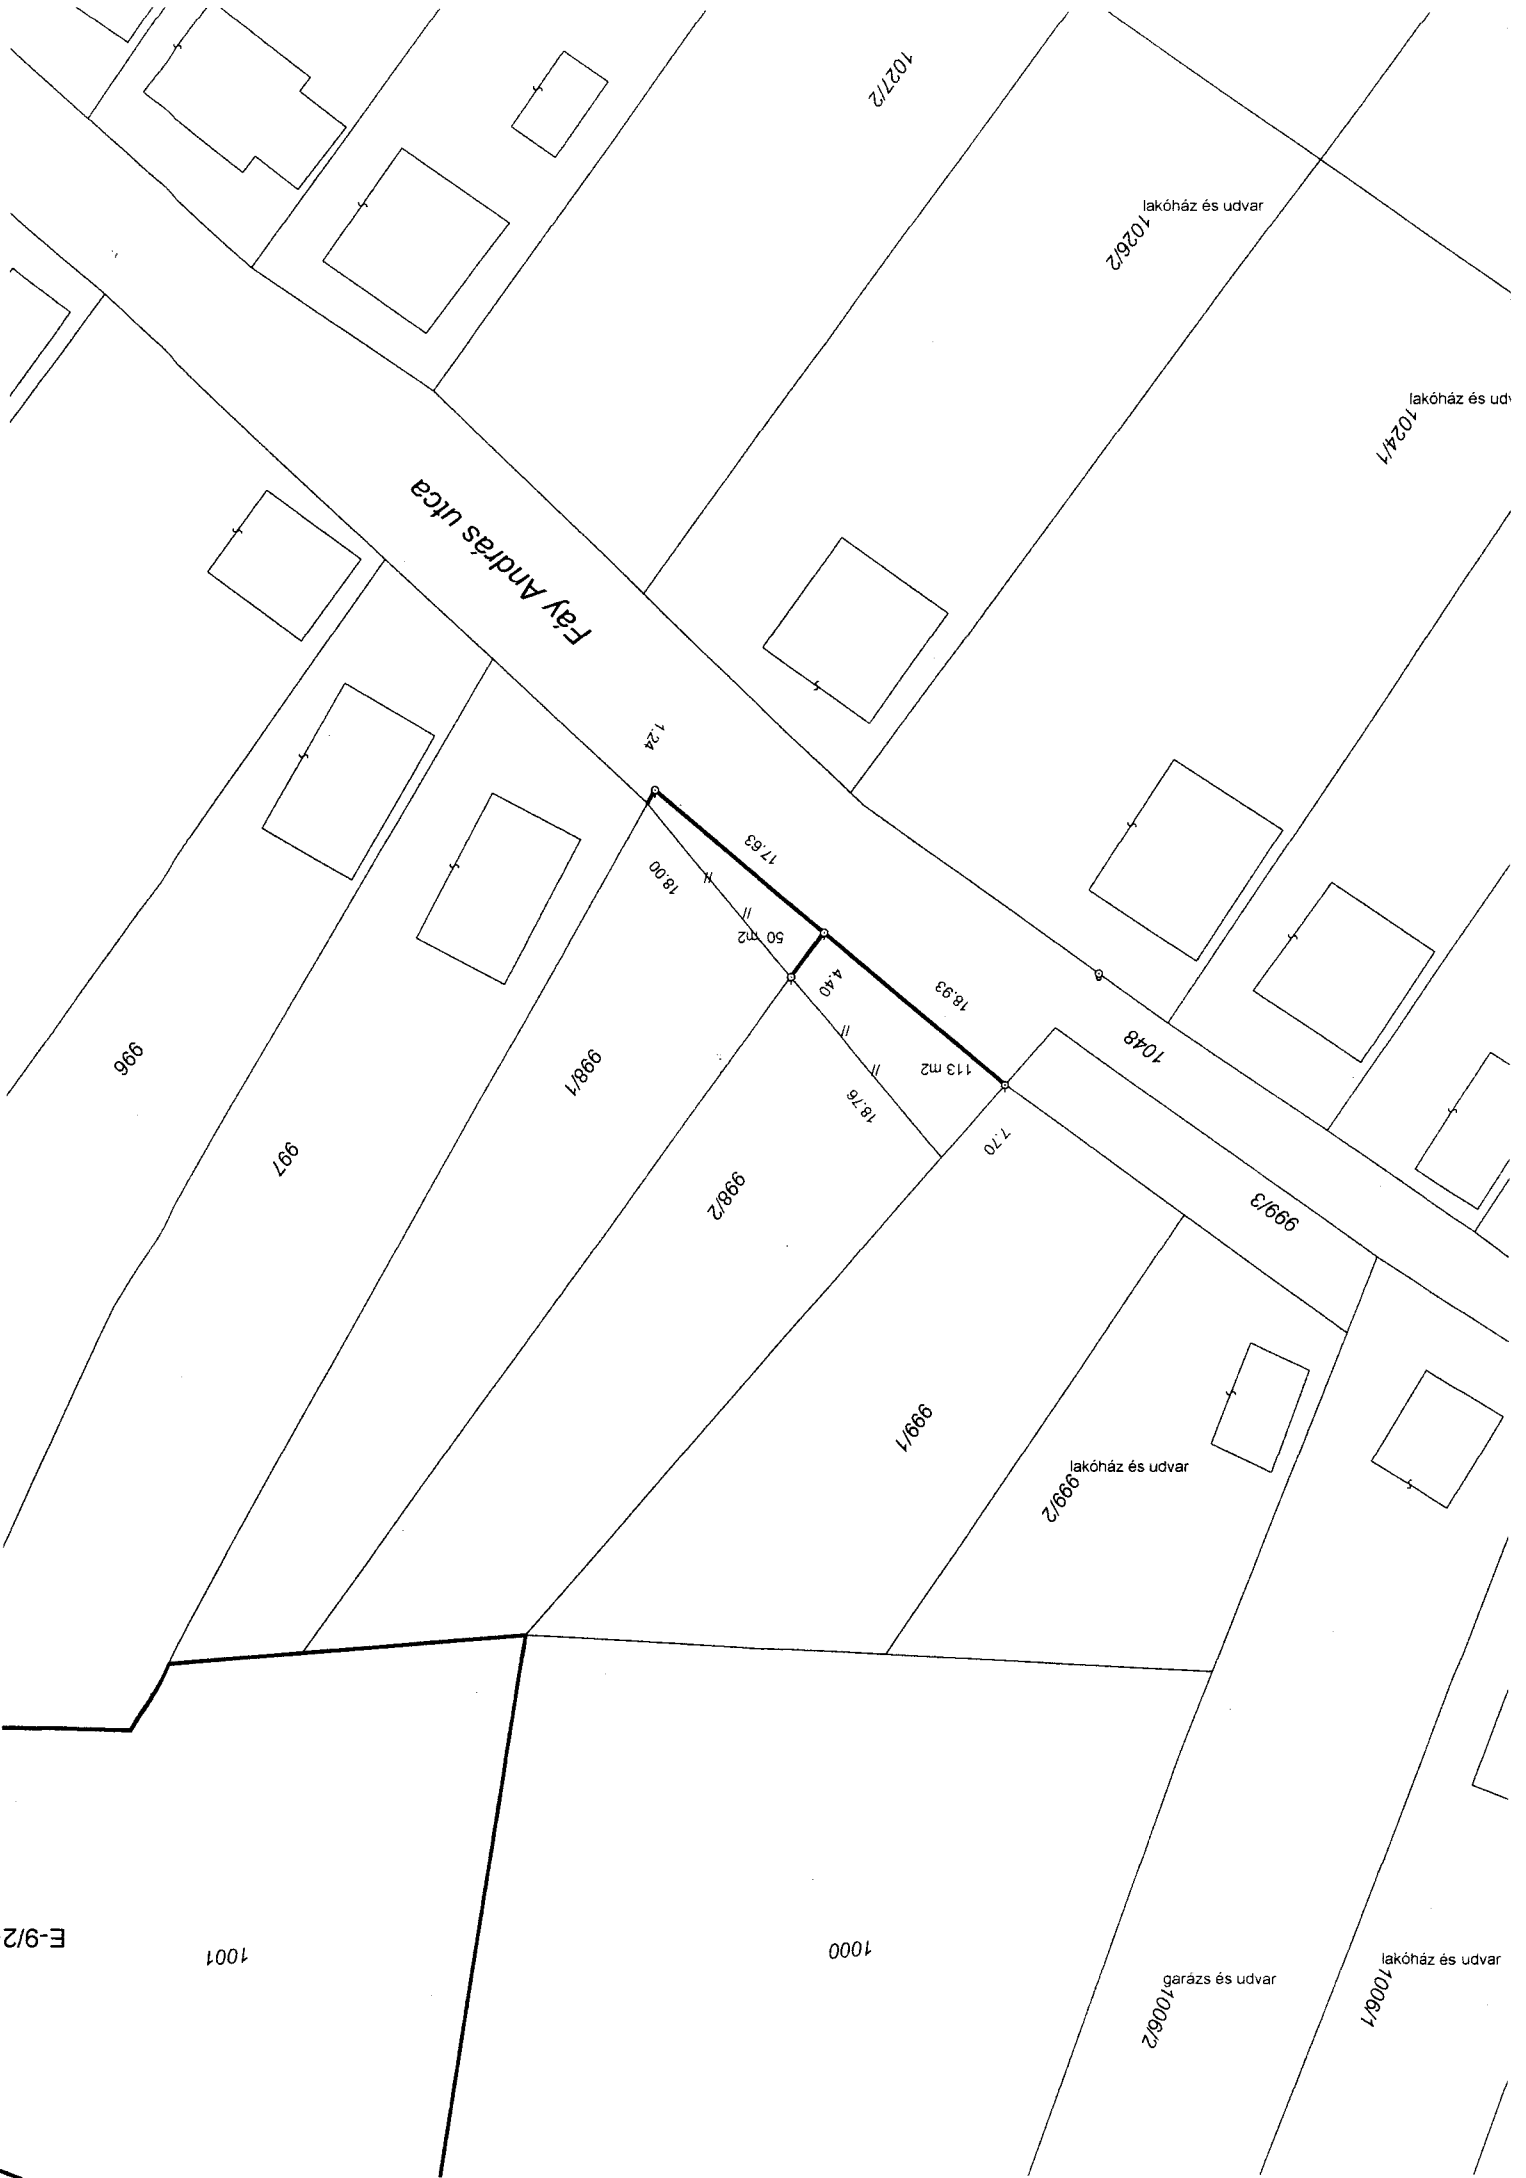 1027/2
lakóház és udvar
1026/2
lakóház és udv
1024/1
Fáy András utca
1.24
17.63
18.00
50 m2
4.40
18.93
1048
113 m2
18.76
7.70
996
998/1
997
998/2
999/3
999/1
lakóház és udvar
999/2
E-9/2
1001
1000
garázs és udvar
1006/2
lakóház és udvar
1006/1